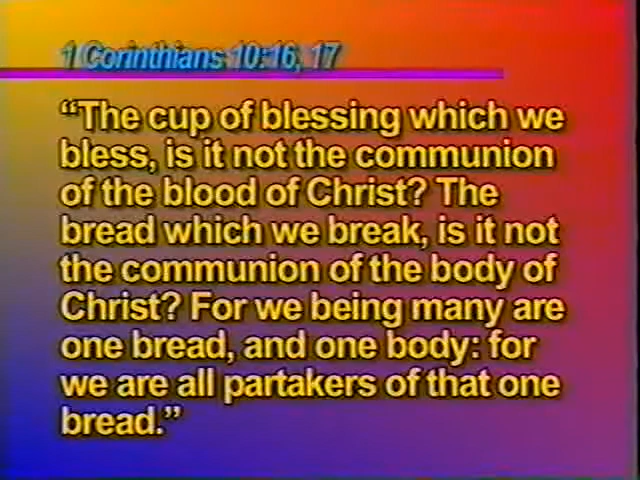 1 Corinthians 10:16, 17
“The cup of blessing which we
bless, is it not the communion
of the blood of Christ? The
bread which we break, is it not
the communion of the body of
Christ? For we being many are
one bread, and one body: for
we are all partakers of that one
bread.”